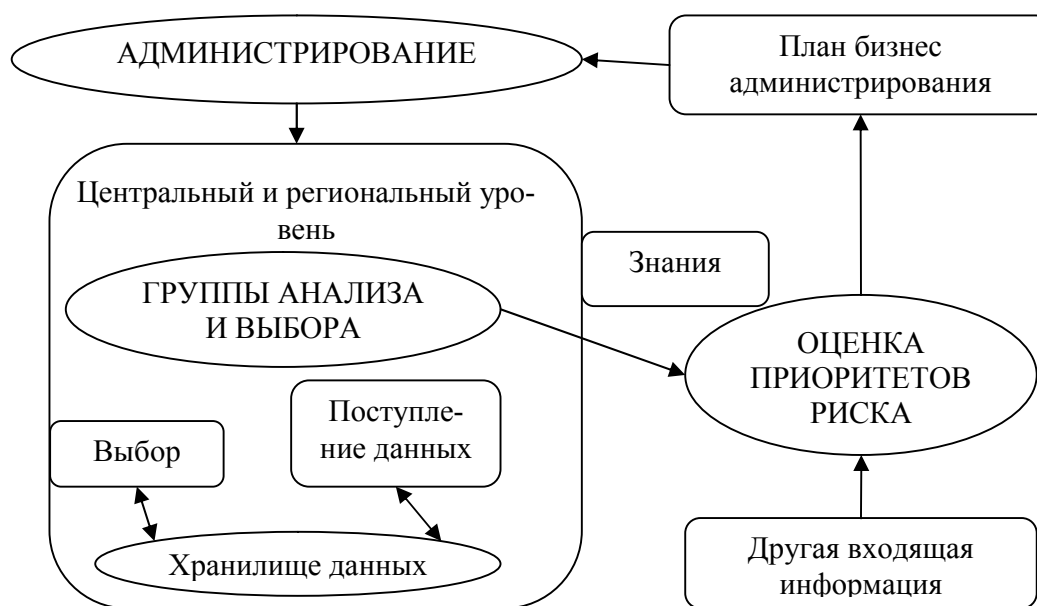 АДМИНИСТРИРОВАНИЕ
План бизнес
администрирования
Центральный и региональный уро-
вень
Знания
ГРУППЫ АНАЛИЗА
И ВЫБОРА
ОЦЕНКА
ПРИОРИТЕТОВ
РИСКА
Поступле-
ние данных
Выбор
Хранилище данных
Другая входящая
информация